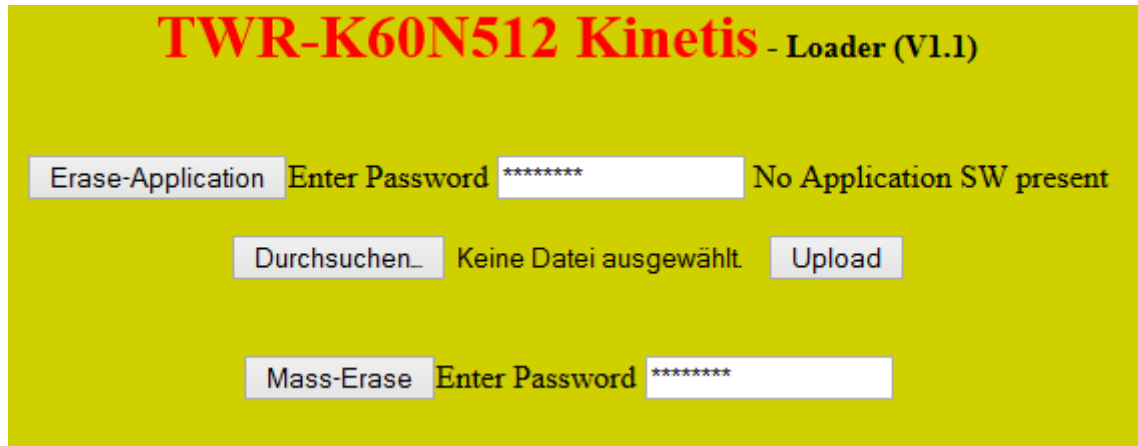 TWR-K60N512 Kinetis - Loader (V1.1)
Erase-Application Enter Password ******** No Application SW present
Durchsuchen… Keine Datei ausgewählt. Upload
Mass-Erase Enter Password ********